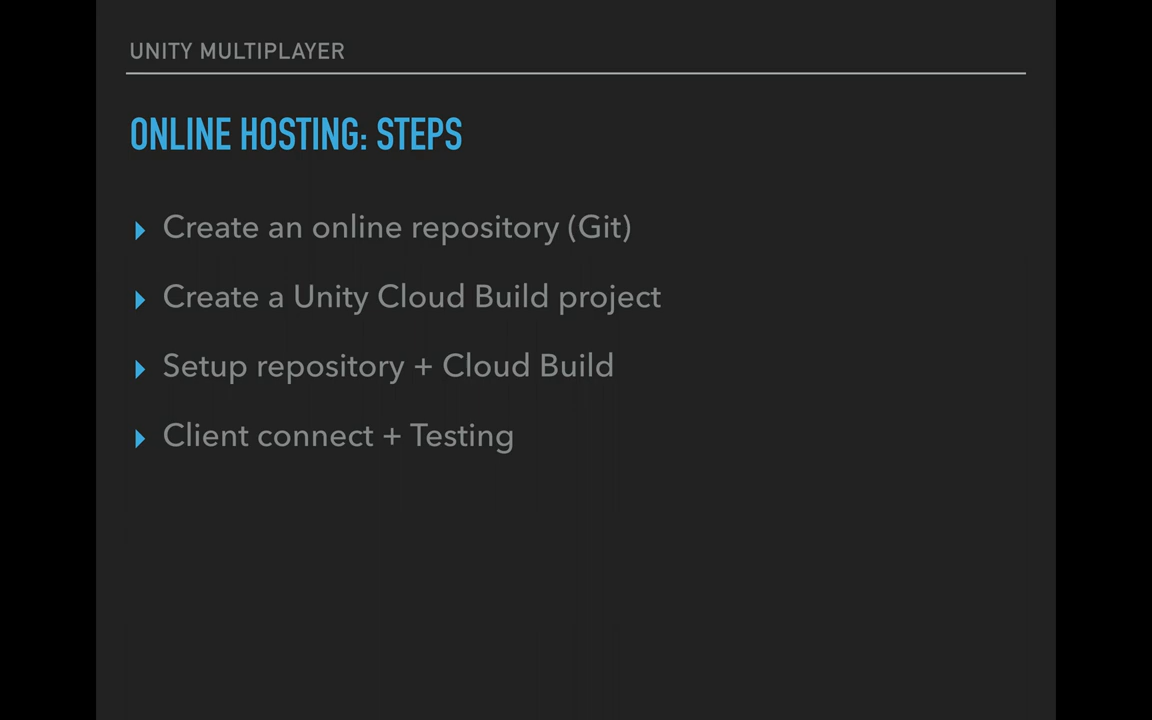 UNITY MULTIPLAYER
ONLINE HOSTING: STEPS
Create an online repository (Git)
Create a Unity Cloud Build project
Setup repository + Cloud Build
Client connect + Testing